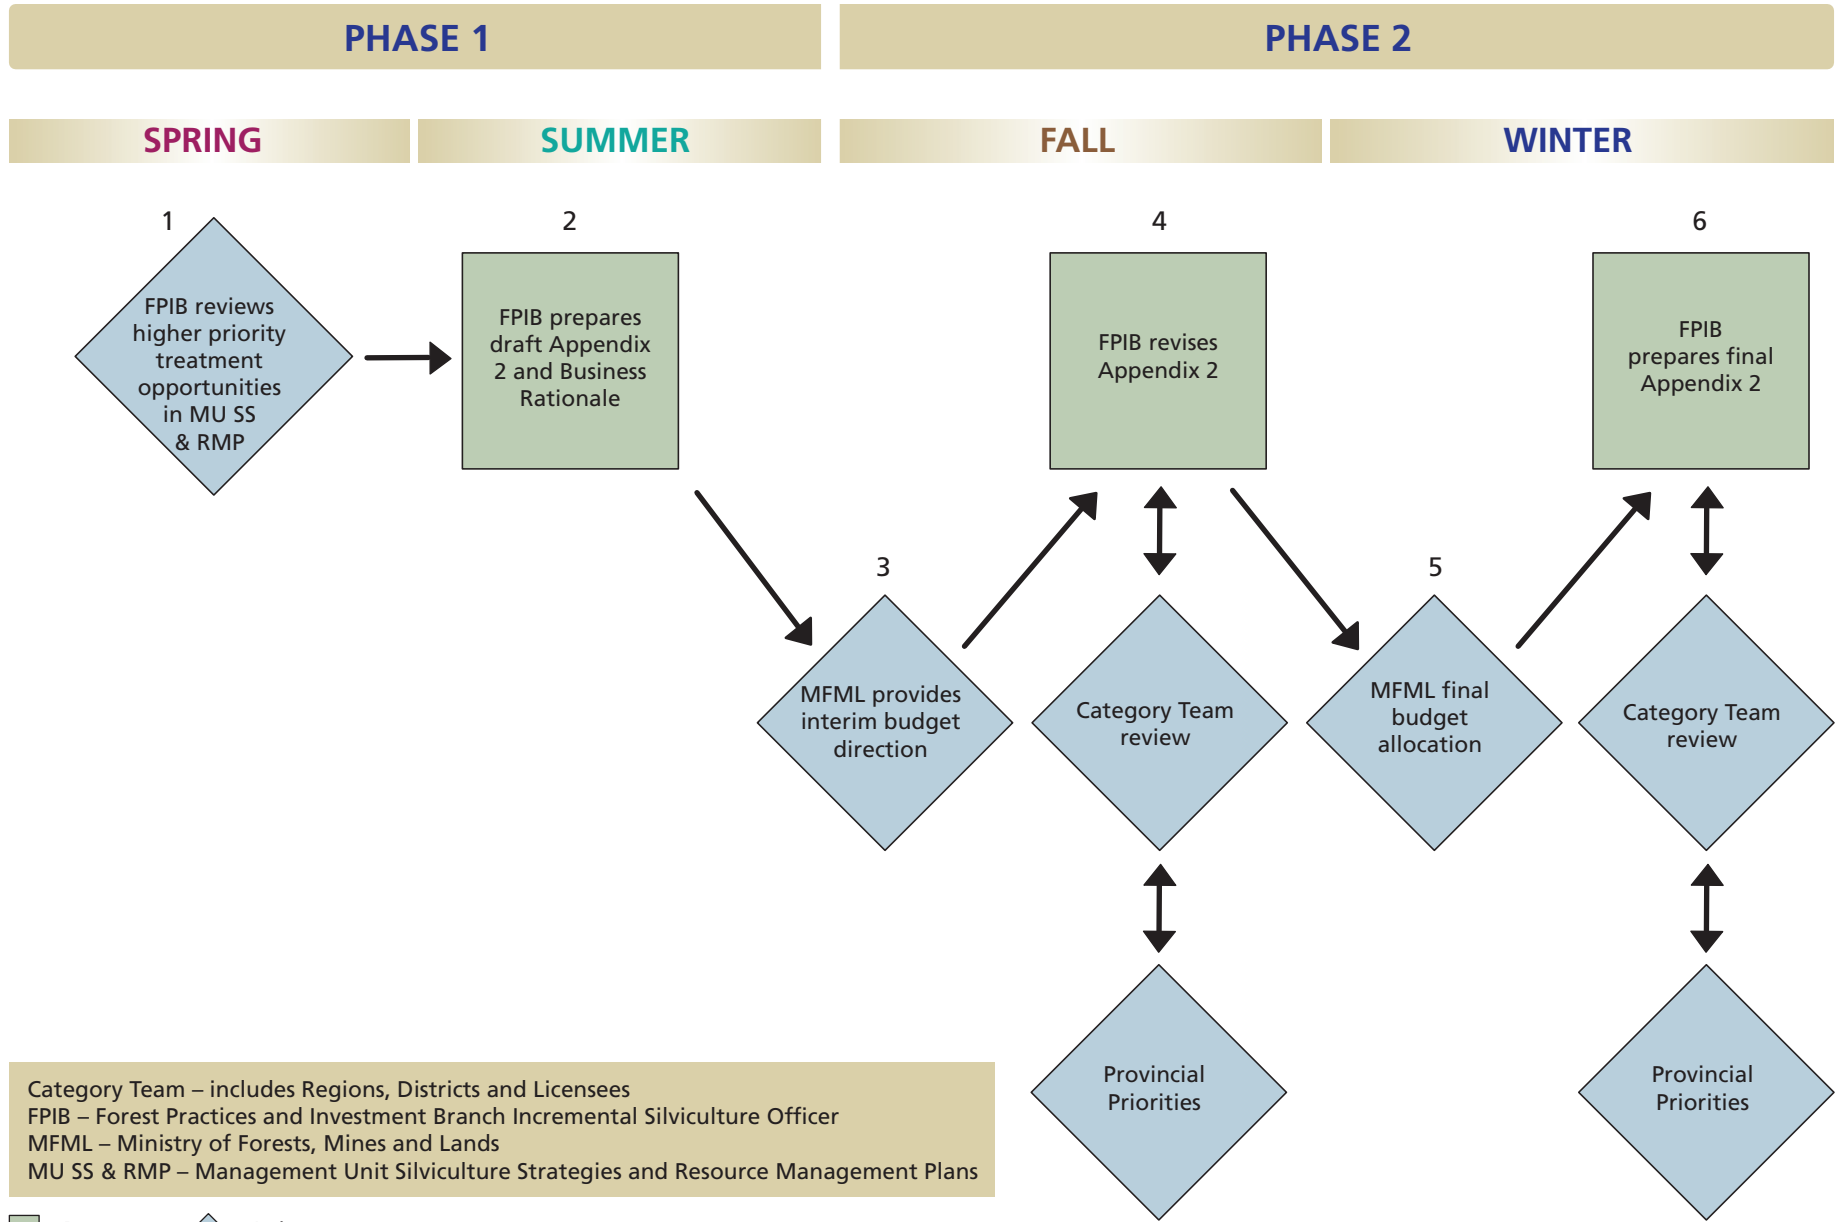 PHASE 1
PHASE 2
SPRING
SUMMER
FALL
WINTER
1
FPIB reviews
higher priority
treatment
opportunities
in MU SS
& RMP
2
FPIB prepares
draft Appendix
2 and Business
Rationale
3
MFML provides
interim budget
direction
4
FPIB revises
Appendix 2
Category Team
review
Provincial
Priorities
5
MFML final
budget
allocation
6
FPIB
prepares final
Appendix 2
Category Team
review
Provincial
Priorities
Category Team – includes Regions, Districts and Licensees
FPIB – Forest Practices and Investment Branch Incremental Silviculture Officer
MFML – Ministry of Forests, Mines and Lands
MU SS & RMP – Management Unit Silviculture Strategies and Resource Management Plans